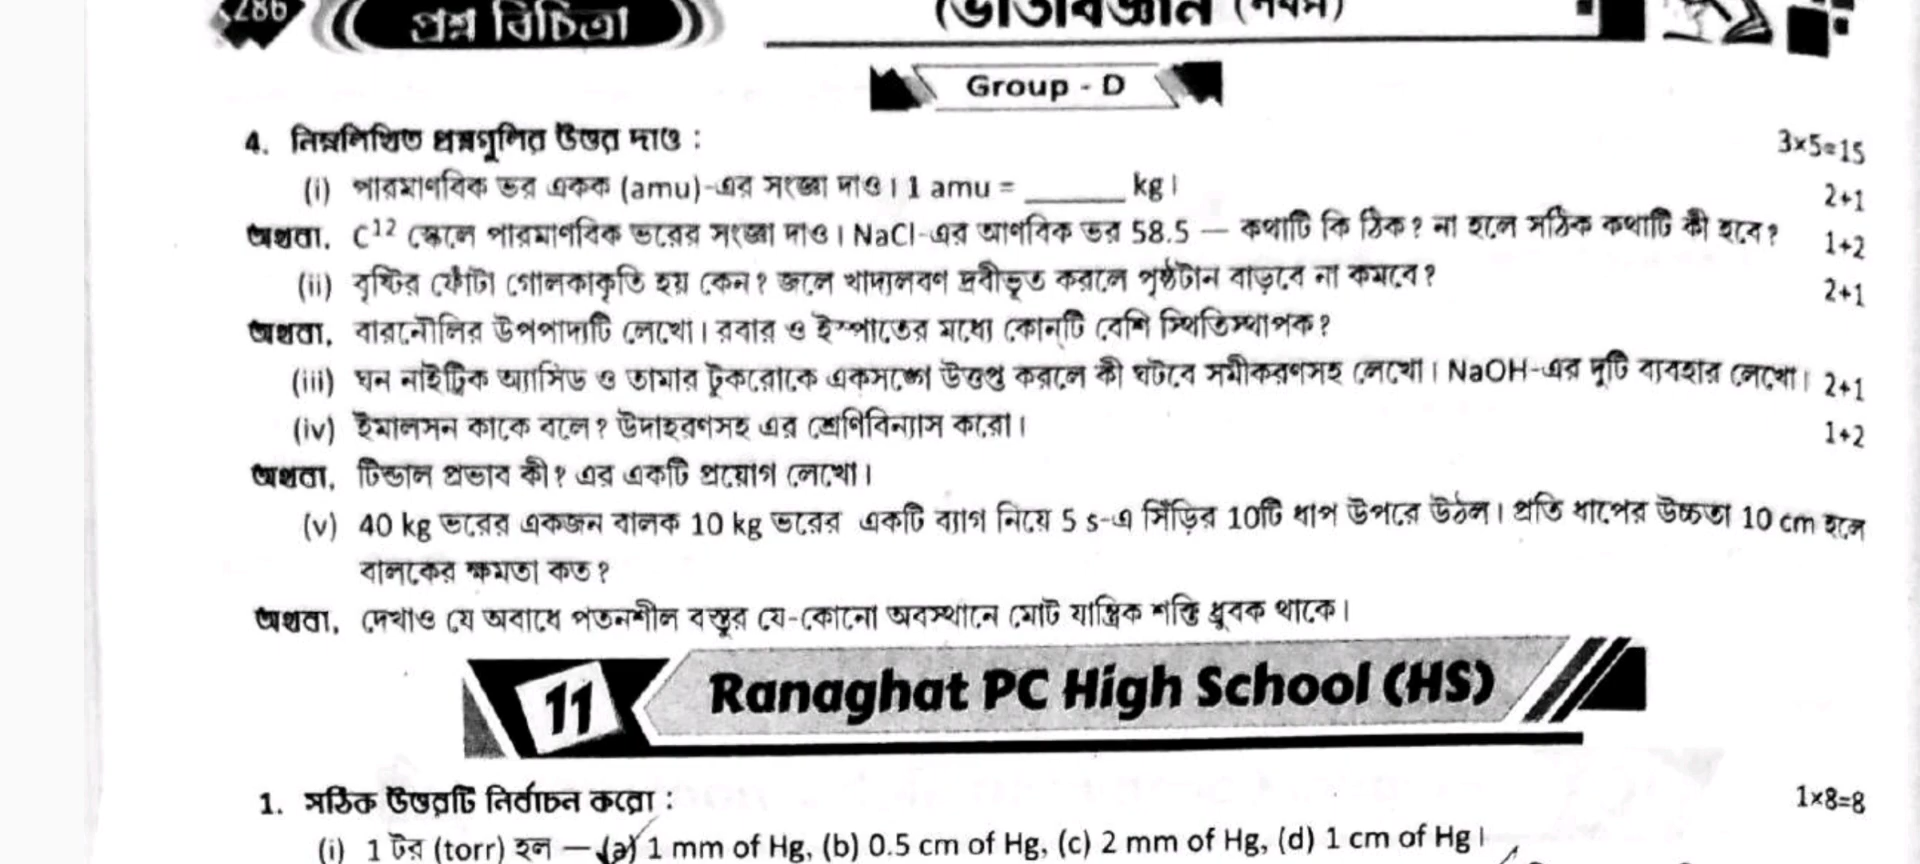 286 প্রশ্ন বিচিত্রা (ভৌতবিজ্ঞান (নবম)
Group - D
4. নিম্নলিখিত প্রশ্নগুলির উত্তর দাও : 3×5=15
(i) পারমাণবিক ভর একক (amu)-এর সংজ্ঞা দাও। 1 amu = ______ kg। 2+1
অথবা, C¹² স্কেলে পারমাণবিক ভরের সংজ্ঞা দাও। NaCl-এর আণবিক ভর 58.5 — কথাটি কি ঠিক? না হলে সঠিক কথাটি কী হবে? 1+2
(ii) বৃষ্টির ফোঁটা গোলকাকৃতি হয় কেন? জলে খাদ্যলবণ দ্রবীভূত করলে পৃষ্ঠটান বাড়বে না কমবে? 2+1
অথবা, বারনৌলির উপপাদ্যটি লেখো। রবার ও ইস্পাতের মধ্যে কোন্‌টি বেশি স্থিতিস্থাপক?
(iii) ঘন নাইট্রিক অ্যাসিড ও তামার টুকরোকে একসঙ্গে উত্তপ্ত করলে কী ঘটবে সমীকরণসহ লেখো। NaOH-এর দুটি ব্যবহার লেখো। 2+1
(iv) ইমালসন কাকে বলে? উদাহরণসহ এর শ্রেণিবিন্যাস করো। 1+2
অথবা, টিন্ডাল প্রভাব কী? এর একটি প্রয়োগ লেখো।
(v) 40 kg ভরের একজন বালক 10 kg ভরের একটি ব্যাগ নিয়ে 5 s-এ সিঁড়ির 10টি ধাপ উপরে উঠল। প্রতি ধাপের উচ্চতা 10 cm হলে
বালকের ক্ষমতা কত?
অথবা, দেখাও যে অবাধে পতনশীল বস্তুর যে-কোনো অবস্থানে মোট যান্ত্রিক শক্তি ধ্রুবক থাকে।
11 Ranaghat PC High School (HS)
1. সঠিক উত্তরটি নির্বাচন করো : 1×8=8
(i) 1 টর (torr) হল — (a) 1 mm of Hg, (b) 0.5 cm of Hg, (c) 2 mm of Hg, (d) 1 cm of Hg।